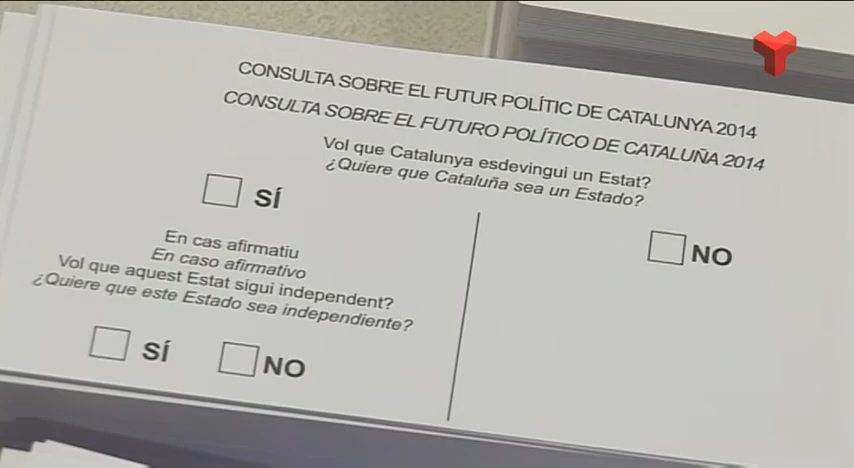 CONSULTA SOBRE EL FUTUR POLÍTIC DE CATALUNYA 2014
CONSULTA SOBRE EL FUTURO POLÍTICO DE CATALUÑA 2014
Vol que Catalunya esdevingui un Estat?
¿Quiere que Cataluña sea un Estado?
SÍ
NO
En cas afirmatiu
En caso afirmativo
Vol que aquest Estat sigui independent?
¿Quiere que este Estado sea independiente?
SÍ
NO